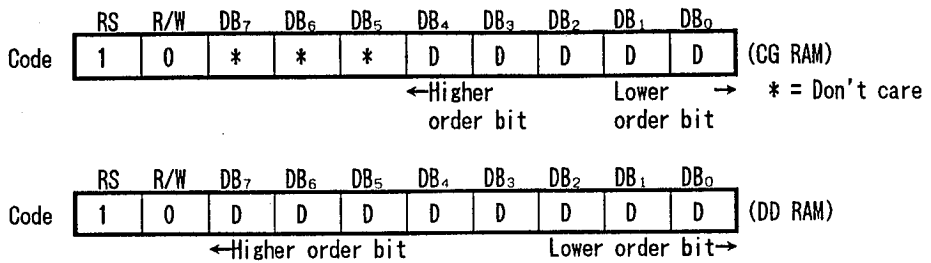 RS R/W DB₇ DB₆ DB₅ DB₄ DB₃ DB₂ DB₁ DB₀
Code 1 0 * * * D D D D D (CG RAM)
←Higher order bit Lower order bit→ * = Don't care
RS R/W DB₇ DB₆ DB₅ DB₄ DB₃ DB₂ DB₁ DB₀
Code 1 0 D D D D D D D D (DD RAM)
←Higher order bit Lower order bit→